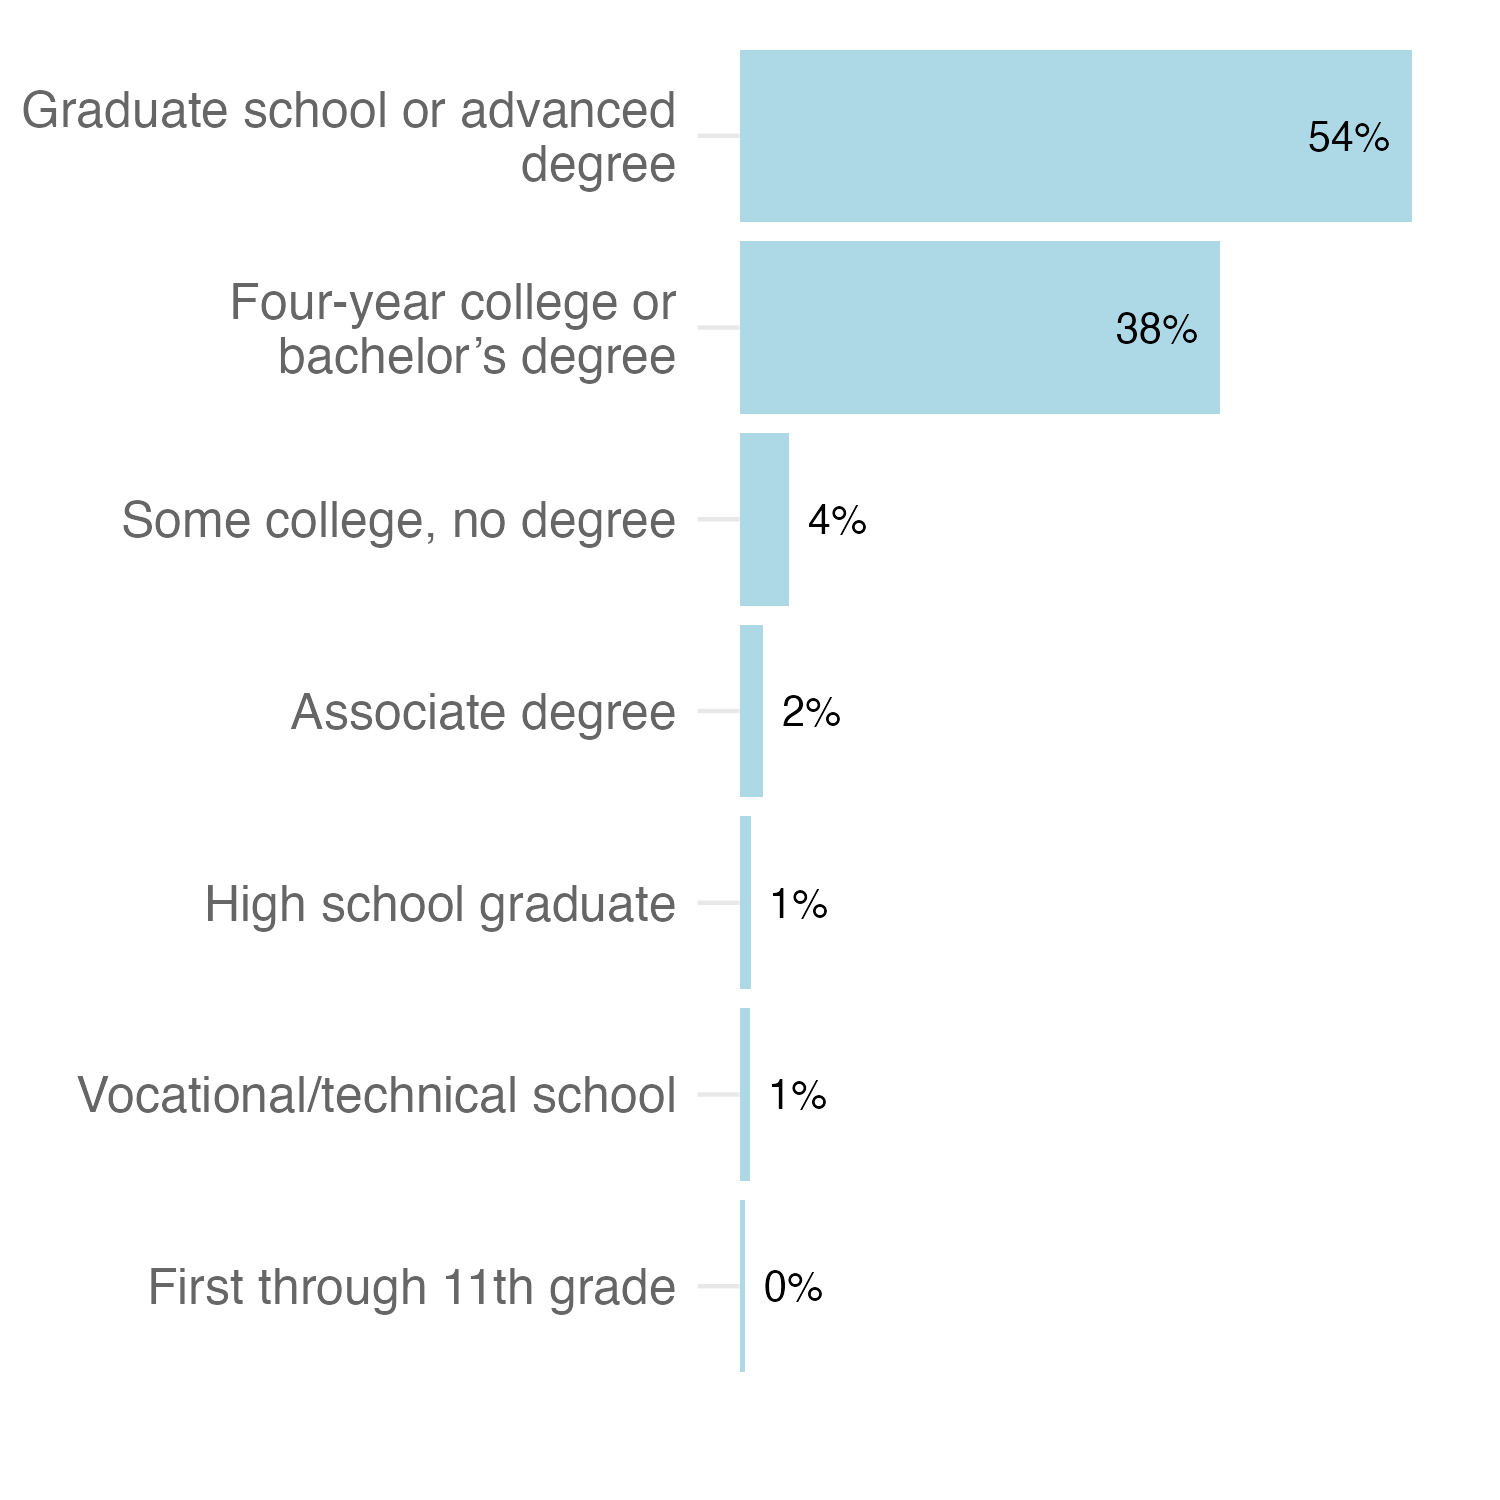 Graduate school or advanced
degree
54%
Four-year college or
bachelor’s degree
38%
Some college, no degree
4%
Associate degree
2%
High school graduate
1%
Vocational/technical school
1%
First through 11th grade
0%